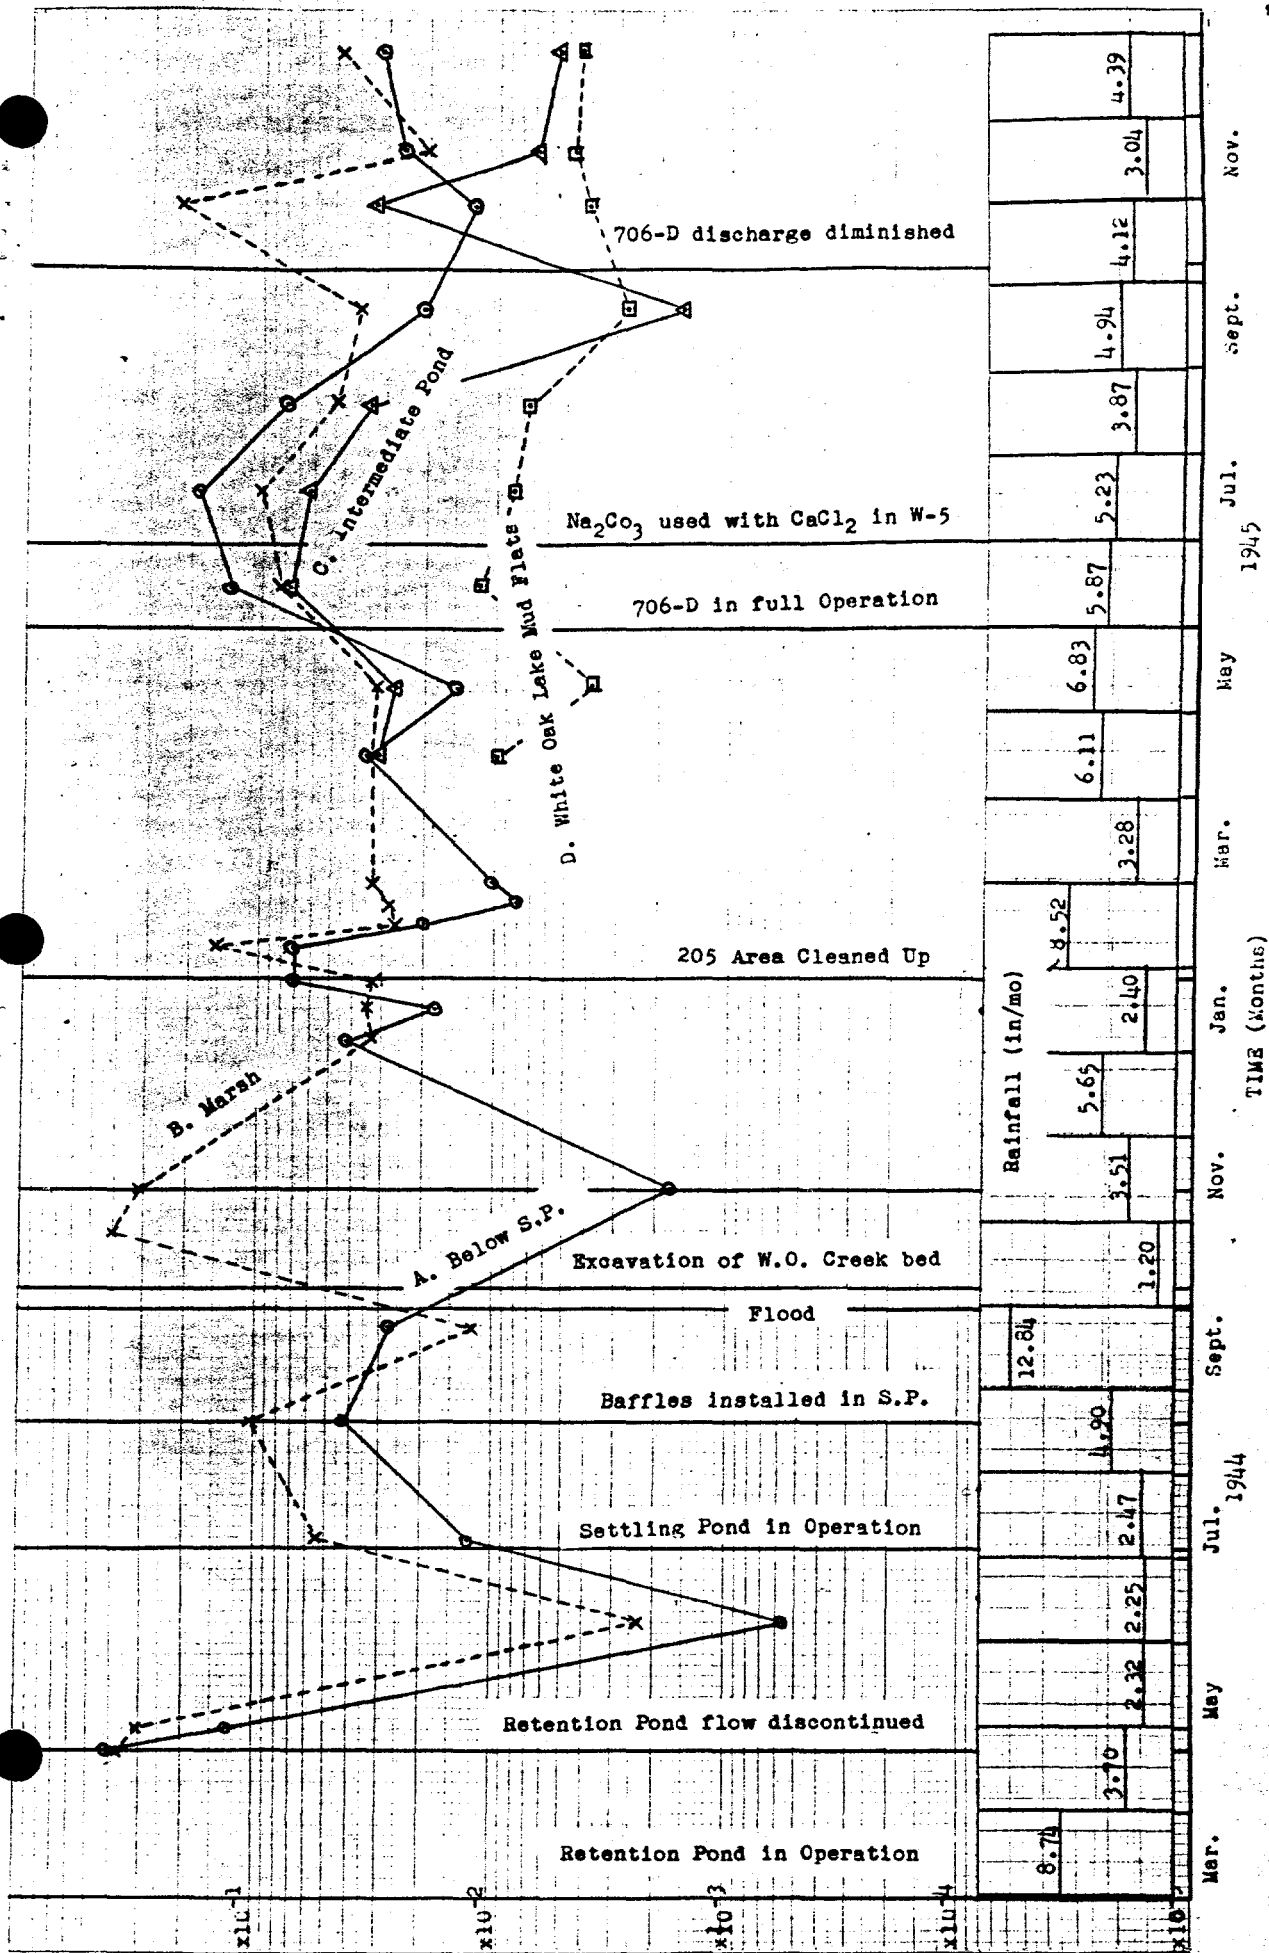 706-D discharge diminished
C. Intermediate Pond
Na₂Co₃ used with CaCl₂ in W-5
706-D in full Operation
D. White Oak Lake Mud Flats
205 Area Cleaned Up
B. Marsh
A. Below S.P.
Excavation of W.O. Creek bed
Flood
Baffles installed in S.P.
Settling Pond in Operation
Retention Pond flow discontinued
Retention Pond in Operation
x10-1
x10-2
x10-3
x10-4
Rainfall (in/mo)
8.74
3.70
2.32
2.25
2.47
4.90
12.84
1.20
3.51
5.65
2.40
8.52
3.28
6.11
6.83
5.87
5.23
3.87
4.94
4.12
3.04
4.39
Mar.
May
Jul.
Sept.
Nov.
Jan.
Mar.
May
Jul.
Sept.
Nov.
1944
1945
TIME (Months)